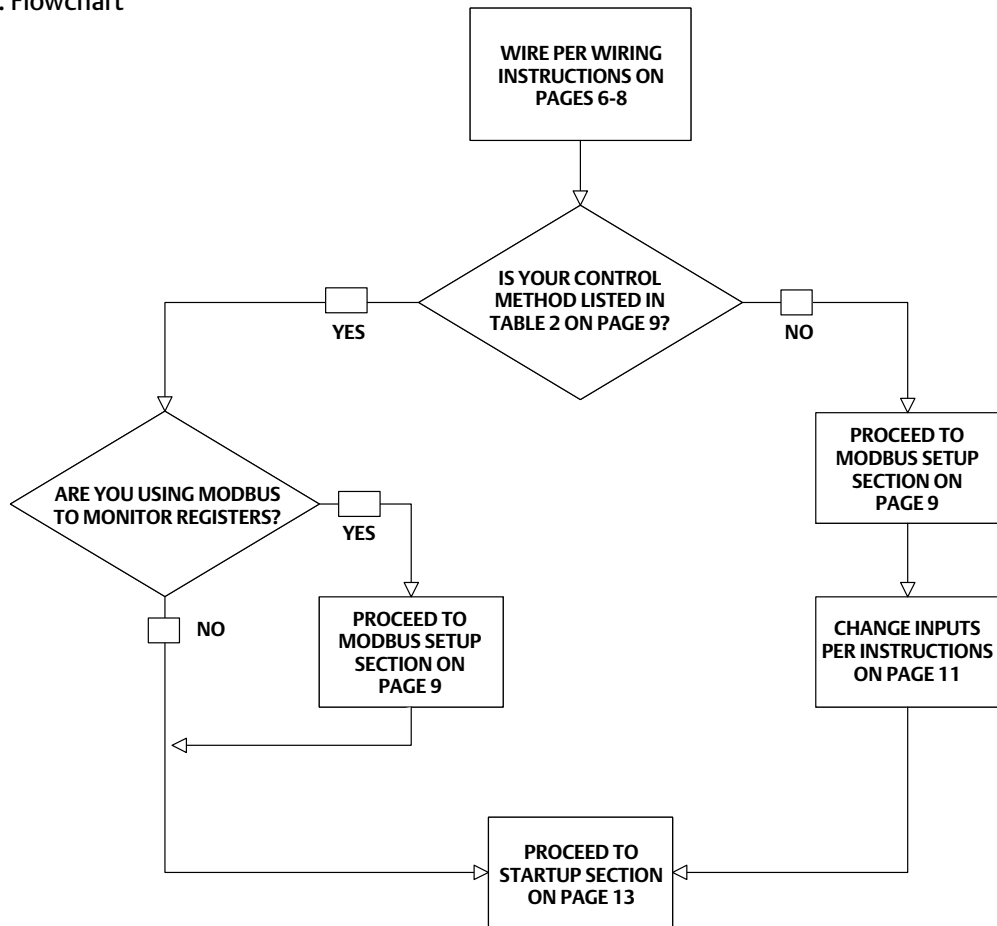 . Flowchart
WIRE PER WIRING
INSTRUCTIONS ON
PAGES 6-8
IS YOUR CONTROL
METHOD LISTED IN
TABLE 2 ON PAGE 9?
YES
NO
PROCEED TO
MODBUS SETUP
SECTION ON
PAGE 9
ARE YOU USING MODBUS
TO MONITOR REGISTERS?
YES
NO
PROCEED TO
MODBUS SETUP
SECTION ON
PAGE 9
CHANGE INPUTS
PER INSTRUCTIONS
ON PAGE 11
PROCEED TO
STARTUP SECTION
ON PAGE 13